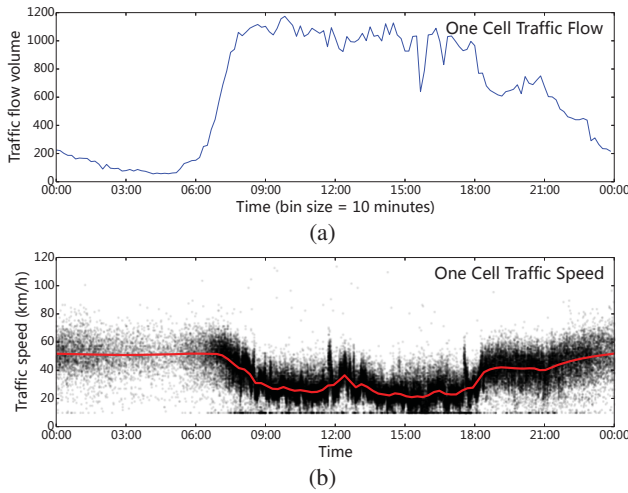 One Cell Traffic Flow
Traffic flow volume
1200
1000
800
600
400
200
0
00:00 03:00 06:00 09:00 12:00 15:00 18:00 21:00 00:00
Time (bin size = 10 minutes)
(a)
One Cell Traffic Speed
Traffic speed (km/h)
120
100
80
60
40
20
0
00:00 03:00 06:00 09:00 12:00 15:00 18:00 21:00 00:00
Time
(b)